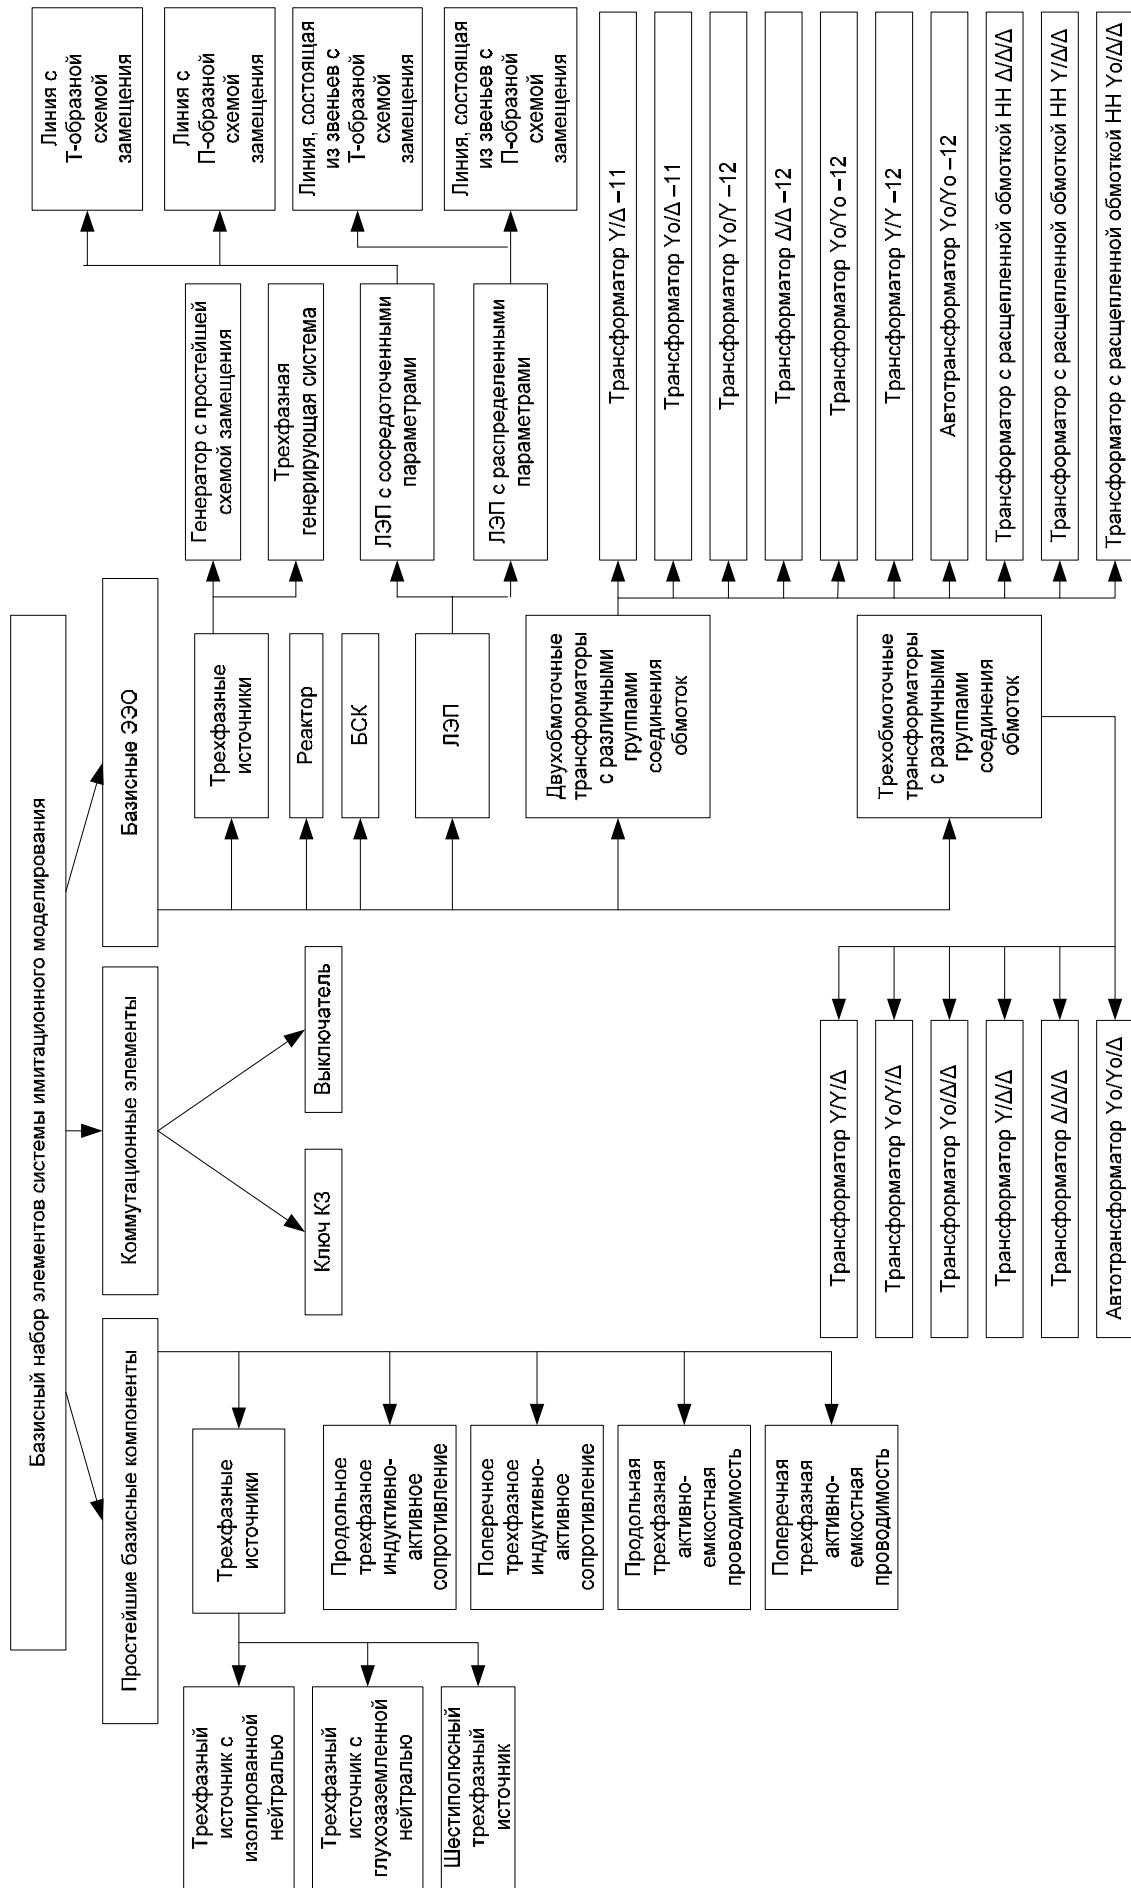 Базисный набор элементов системы имитационного моделирования
Простейшие базисные компоненты
Коммутационные элементы
Базисные ЭЭО
Трехфазные
источники
Трехфазный
источник с
изолированной
нейтралью
Трехфазный
источник с
глухозаземленной
нейтралью
Шестиполюсный
трехфазный
источник
Продольное
трехфазное
индуктивно-
активное
сопротивление
Поперечное
трехфазное
индуктивно-
активное
сопротивление
Продольная
трехфазная
активно-
емкостная
проводимость
Поперечная
трехфазная
активно-
емкостная
проводимость
Ключ КЗ
Выключатель
Трехфазные
источники
Реактор
БСК
ЛЭП
Двухобмоточные
трансформаторы
с различными
группами
соединения
обмоток
Трехобмоточные
трансформаторы
с различными
группами
соединения
обмоток
Генератор с простейшей
схемой замещения
Трехфазная
генерирующая система
ЛЭП с сосредоточенными
параметрами
ЛЭП с распределенными
параметрами
Линия с
Т-образной
схемой
замещения
Линия с
П-образной
схемой
замещения
Линия, состоящая
из звеньев с
Т-образной
схемой
замещения
Линия, состоящая
из звеньев с
П-образной
схемой
замещения
Трансформатор Y/Δ –11
Трансформатор Yo/Δ –11
Трансформатор Yo/Y –12
Трансформатор Δ/Δ –12
Трансформатор Yo/Yo –12
Трансформатор Y/Y –12
Автотрансформатор Yo/Yo –12
Трансформатор с расщепленной обмоткой НН Δ/Δ/Δ
Трансформатор с расщепленной обмоткой НН Y/Δ/Δ
Трансформатор с расщепленной обмоткой НН Yo/Δ/Δ
Трансформатор Y/Y/Δ
Трансформатор Yo/Y/Δ
Трансформатор Yo/Δ/Δ
Трансформатор Y/Δ/Δ
Трансформатор Δ/Δ/Δ
Автотрансформатор Yo/Yo/Δ